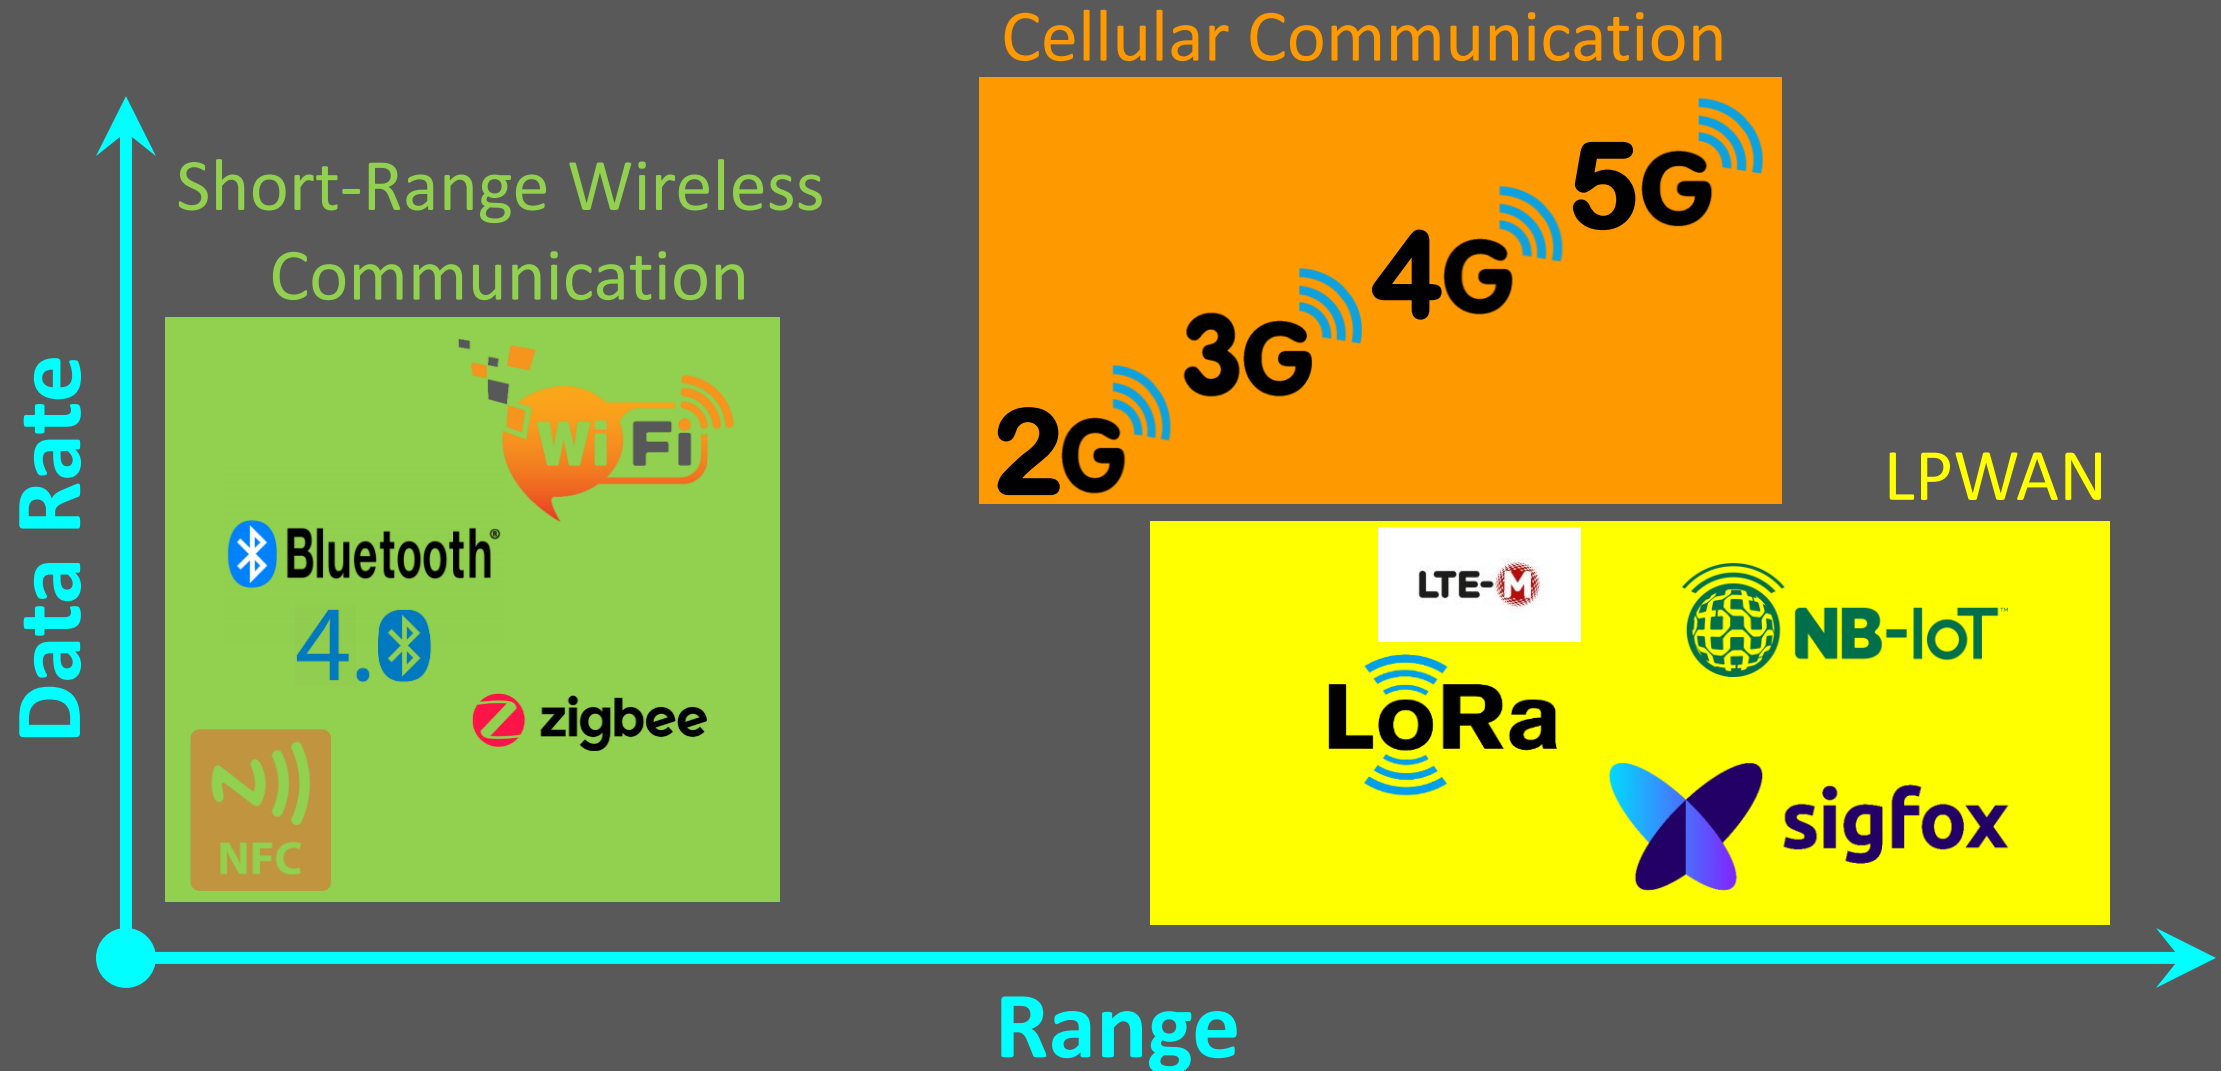 Cellular Communication
Short-Range Wireless
Communication
5G
4G
3G
2G
WiFi
Bluetooth®
4.0
zigbee
NFC
LPWAN
LTE-M
NB-IoT™
LoRa
sigfox
Data Rate
Range